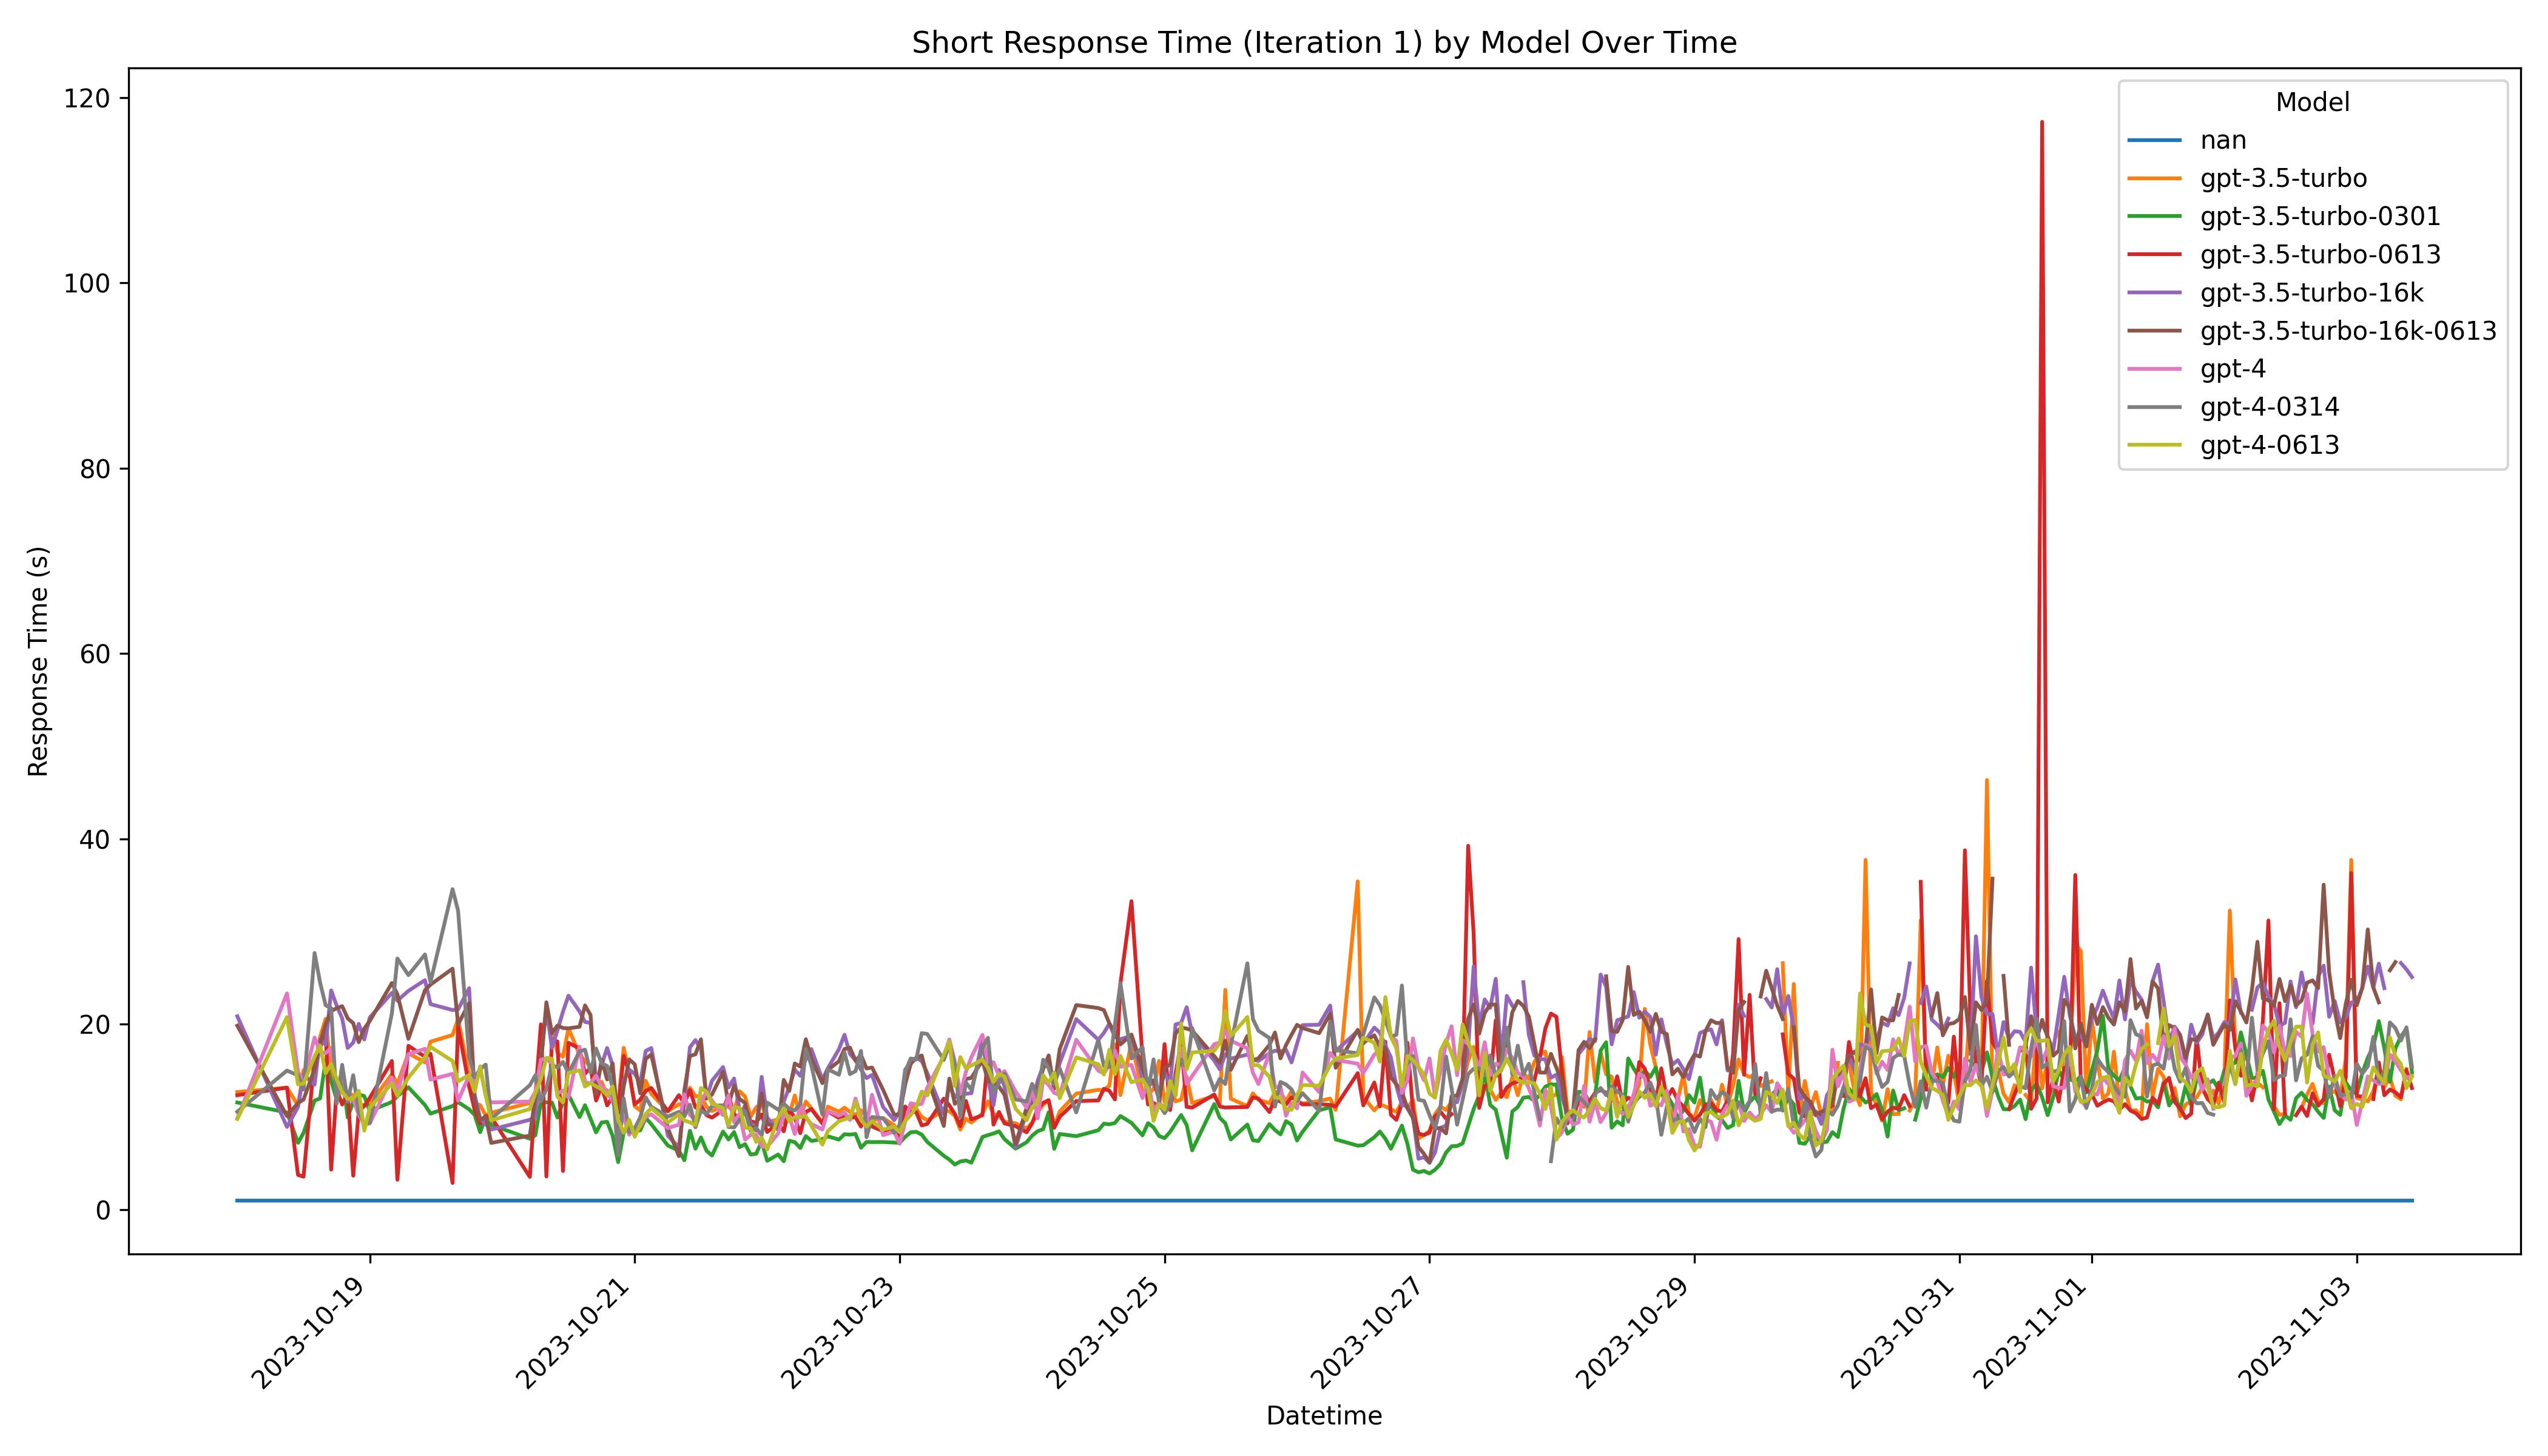 Short Response Time (Iteration 1) by Model Over Time
120
100
80
60
40
20
0
Response Time (s)
Model
nan
gpt-3.5-turbo
gpt-3.5-turbo-0301
gpt-3.5-turbo-0613
gpt-3.5-turbo-16k
gpt-3.5-turbo-16k-0613
gpt-4
gpt-4-0314
gpt-4-0613
2023-10-19
2023-10-21
2023-10-23
2023-10-25
2023-10-27
2023-10-29
2023-10-31
2023-11-01
2023-11-03
Datetime